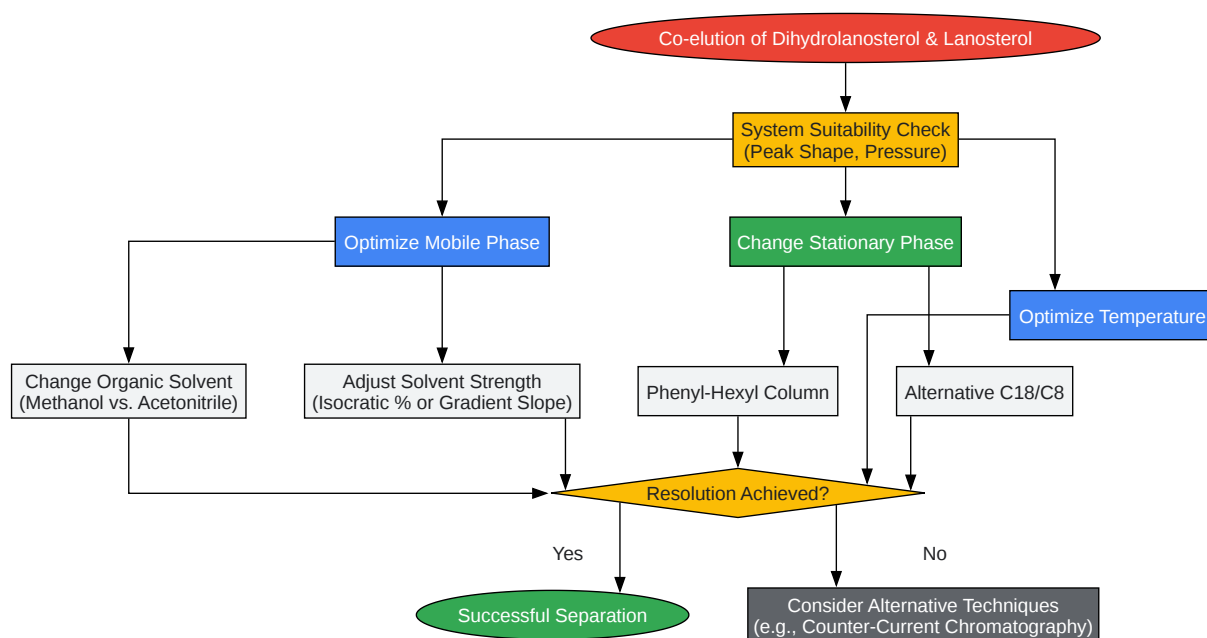 Co-elution of Dihydrolanosterol & Lanosterol
System Suitability Check
(Peak Shape, Pressure)
Optimize Mobile Phase
Change Stationary Phase
Optimize Temperature
Change Organic Solvent
(Methanol vs. Acetonitrile)
Adjust Solvent Strength
(Isocratic % or Gradient Slope)
Phenyl-Hexyl Column
Alternative C18/C8
Resolution Achieved?
Yes
No
Successful Separation
Consider Alternative Techniques
(e.g., Counter-Current Chromatography)